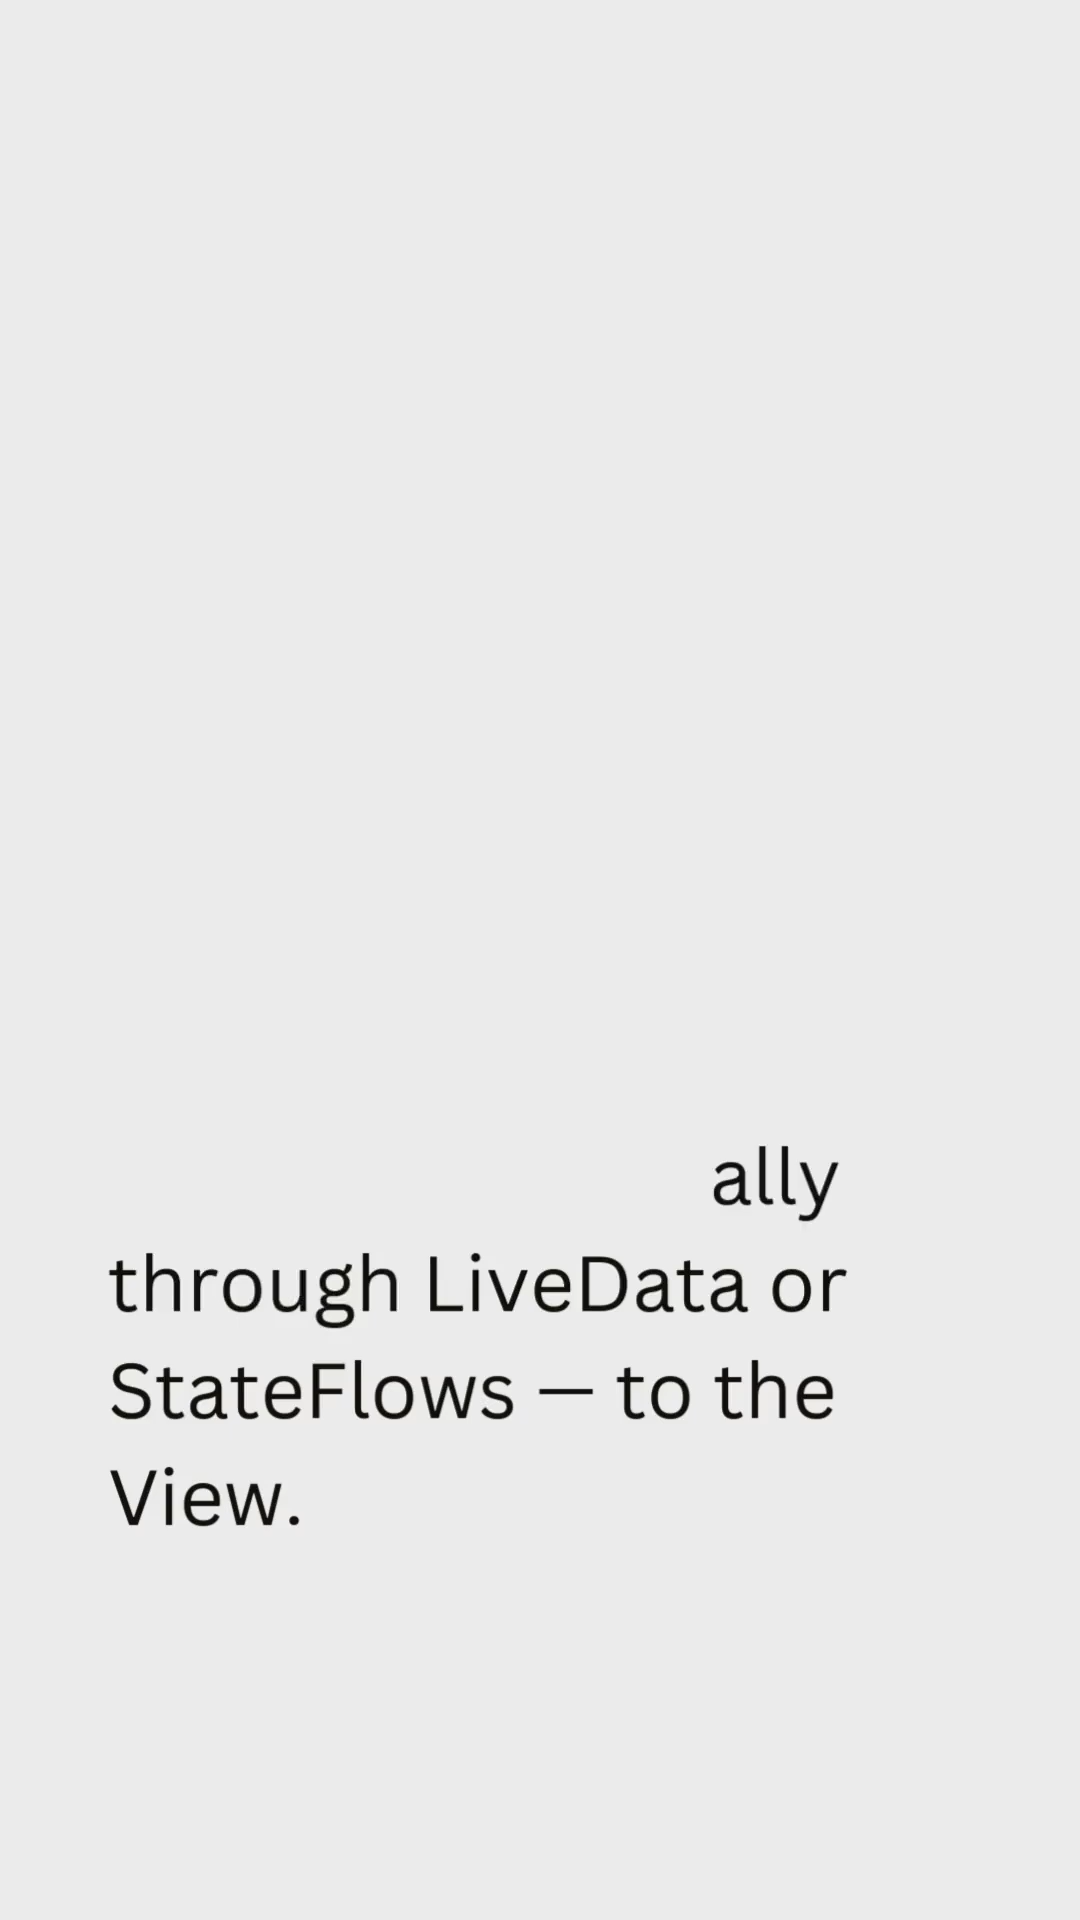 ally
through LiveData or
StateFlows — to the
View.